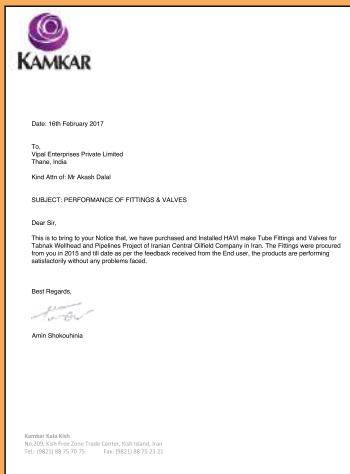 KAMKAR
Date: 16th February 2017
To,
Vipal Enterprises Private Limited
Thane, India
Kind Attn of: Mr Akash Dalal
SUBJECT: PERFORMANCE OF FITTINGS & VALVES
Dear Sir,
This is to bring to your Notice that, we have purchased and Installed HAVI make Tube Fittings and Valves for
Tabnak Wellhead and Pipelines Project of Iranian Central Oilfield Company in Iran. The Fittings were procured
from you in 2015 and till date as per the feedback received from the End user, the products are performing
satisfactorily without any problems faced.
Best Regards,
Amin Shokouhinia
Kamkar Kala Kish
No.209, Kish Free Zone Trade Center, Kish Island, Iran
Tel.: (9821) 88 75 70 75 Fax: (9821) 88 75 23 21